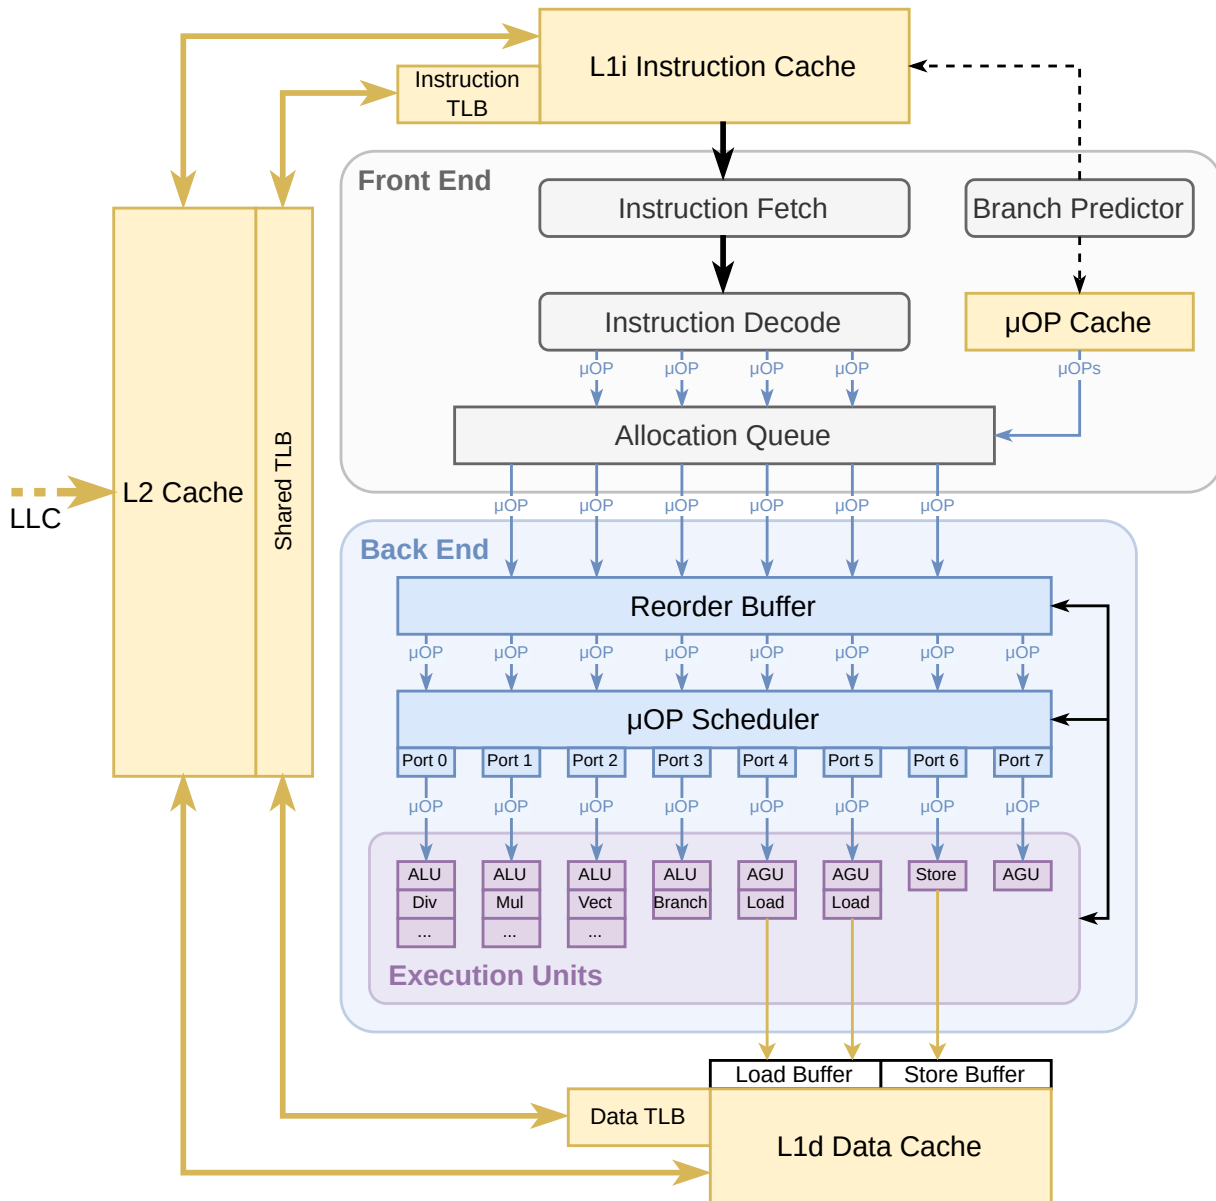 L1i Instruction Cache
Instruction
TLB
Front End
Instruction Fetch
Branch Predictor
Instruction Decode
μOP Cache
μOP μOP μOP μOP μOPs
Allocation Queue
L2 Cache
Shared TLB
LLC
μOP μOP μOP μOP μOP μOP
Back End
Reorder Buffer
μOP μOP μOP μOP μOP μOP μOP μOP
μOP Scheduler
Port 0 Port 1 Port 2 Port 3 Port 4 Port 5 Port 6 Port 7
μOP μOP μOP μOP μOP μOP μOP μOP
ALU ALU ALU ALU AGU AGU Store AGU
Div Mul Vect Branch Load Load
... ... ...
Execution Units
Load Buffer Store Buffer
Data TLB
L1d Data Cache